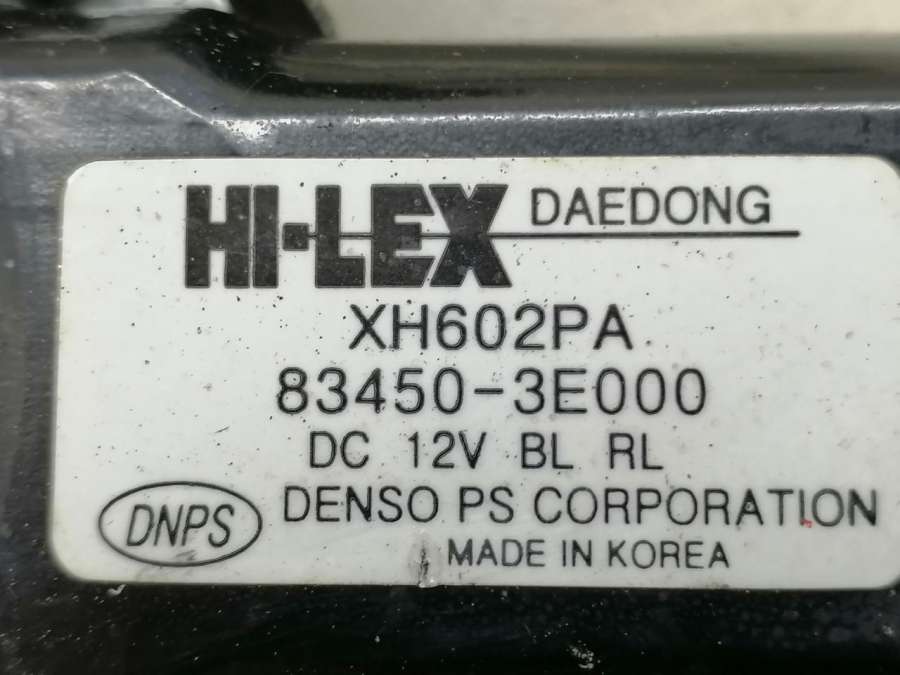 HI-LEX DAEDONG
XH602PA
83450-3E000
DC 12V BL RL
DNPS DENSO PS CORPORATION
MADE IN KOREA